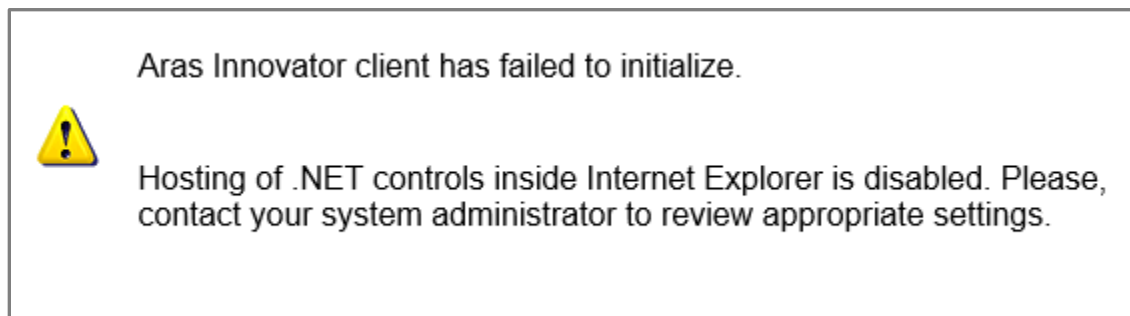 Aras Innovator client has failed to initialize.
Hosting of .NET controls inside Internet Explorer is disabled. Please,
contact your system administrator to review appropriate settings.